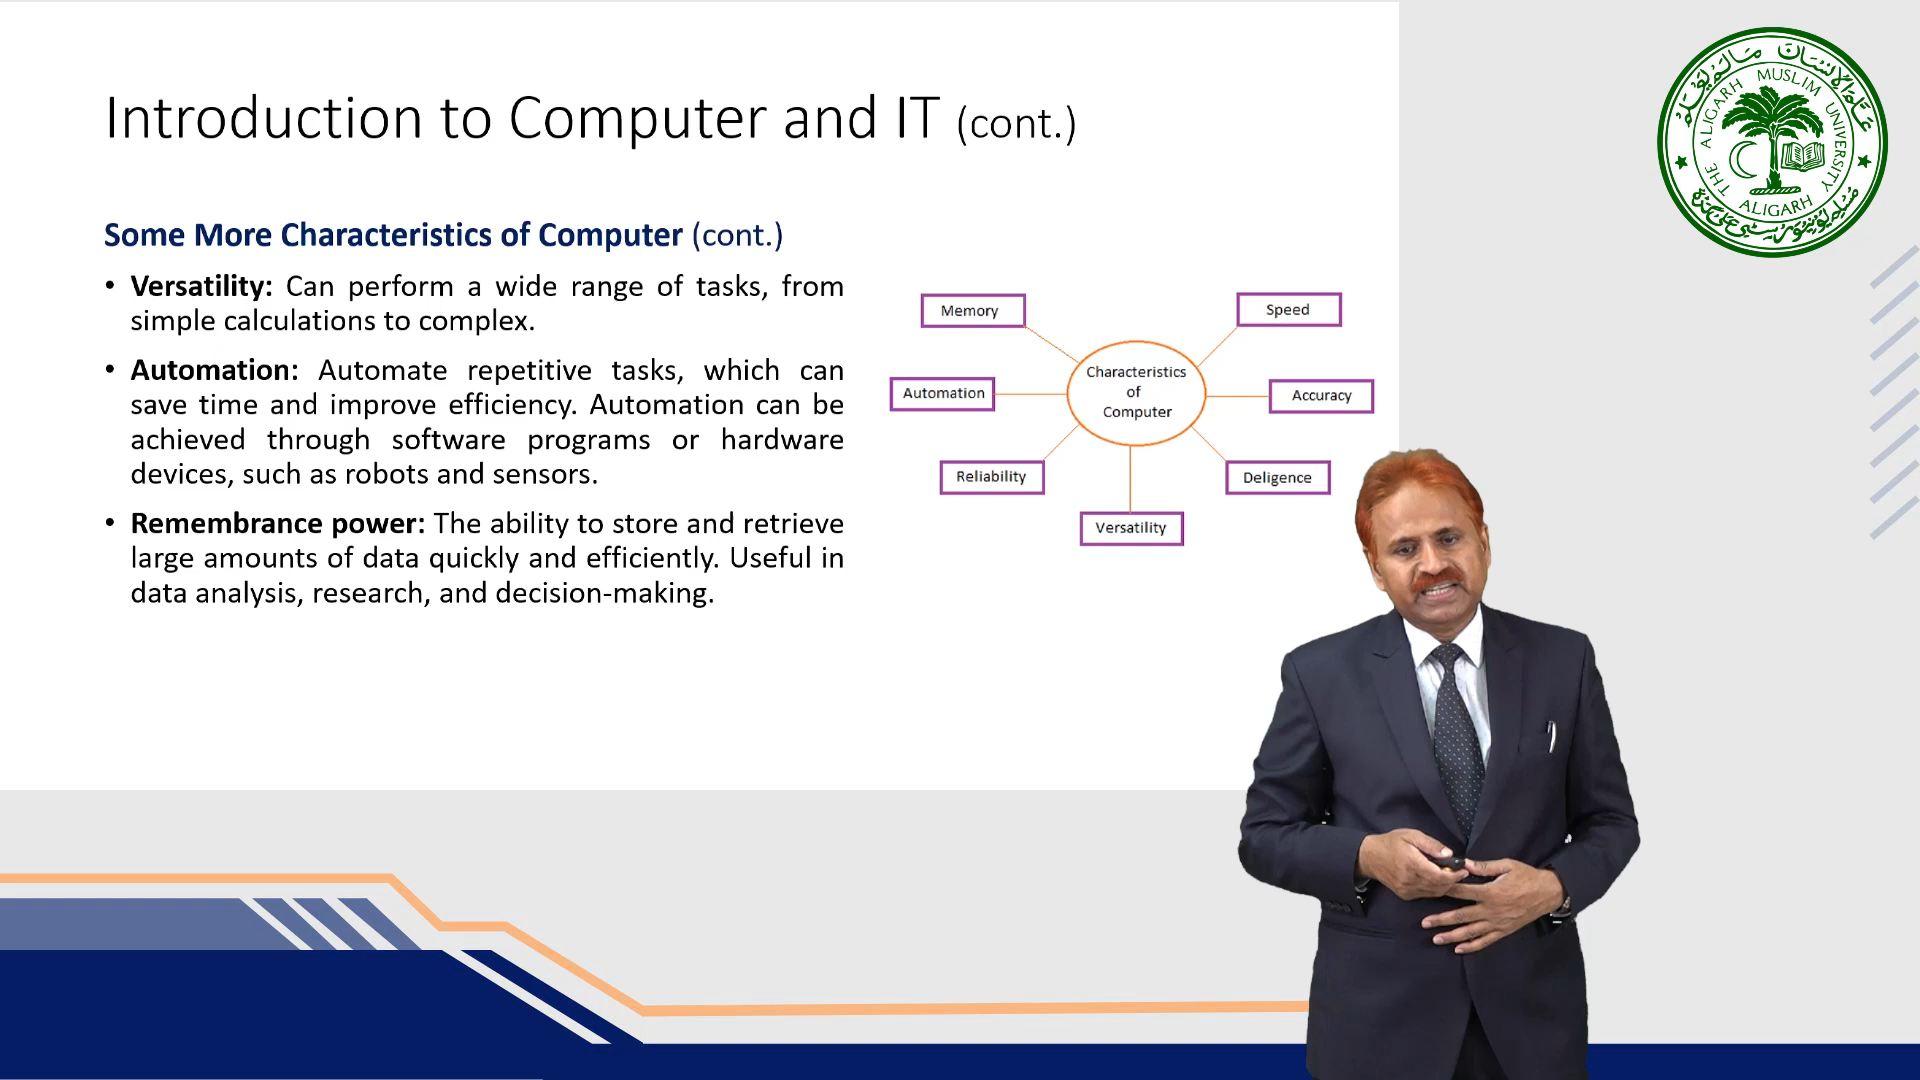 Introduction to Computer and IT (cont.)
Some More Characteristics of Computer (cont.)
• Versatility: Can perform a wide range of tasks, from
simple calculations to complex.
• Automation: Automate repetitive tasks, which can
save time and improve efficiency. Automation can be
achieved through software programs or hardware
devices, such as robots and sensors.
• Remembrance power: The ability to store and retrieve
large amounts of data quickly and efficiently. Useful in
data analysis, research, and decision-making.
Memory
Speed
Characteristics
of
Computer
Automation
Accuracy
Reliability
Deligence
Versatility
THE ALIGARH MUSLIM UNIVERSITY
ALIGARH